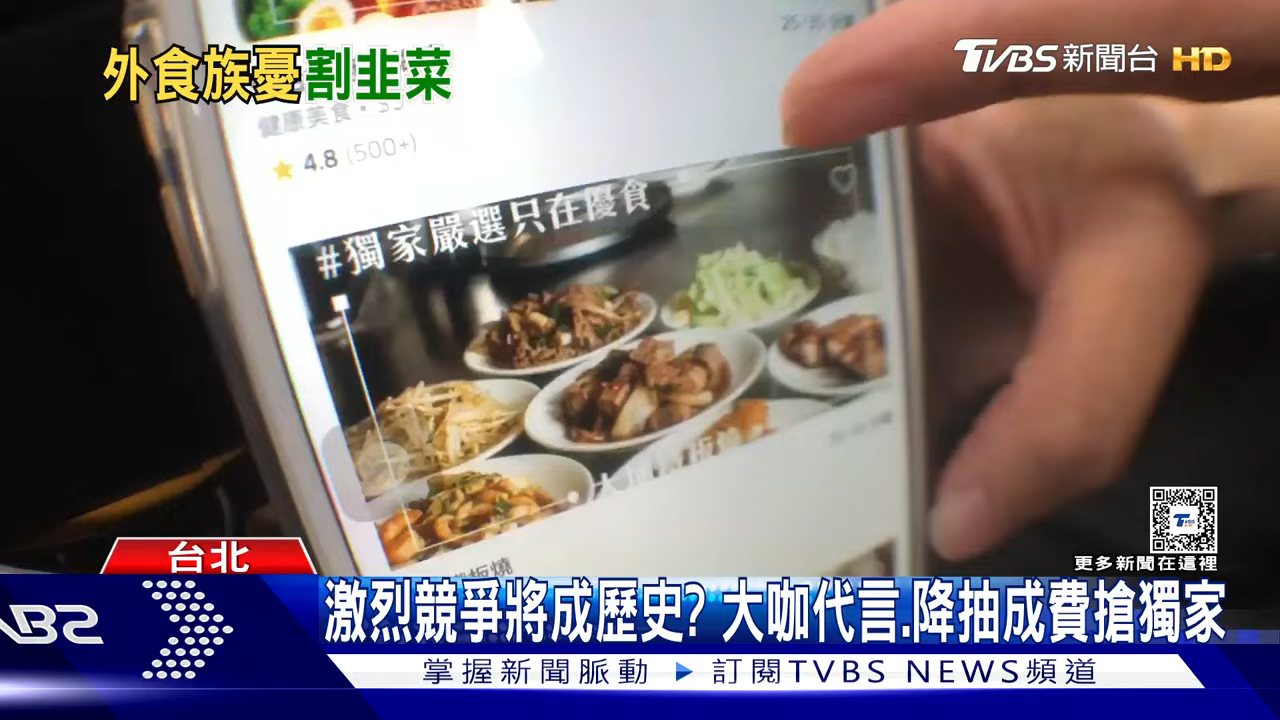 外食族憂割韭菜
TVBS新聞台 HD
健康美食
4.8 (500+)
#獨家嚴選只在優食
板燒
更多新聞在這裡
台北
激烈競爭將成歷史? 大咖代言.降抽成費搶獨家
掌握新聞脈動 ▶ 訂閱TVBS NEWS頻道